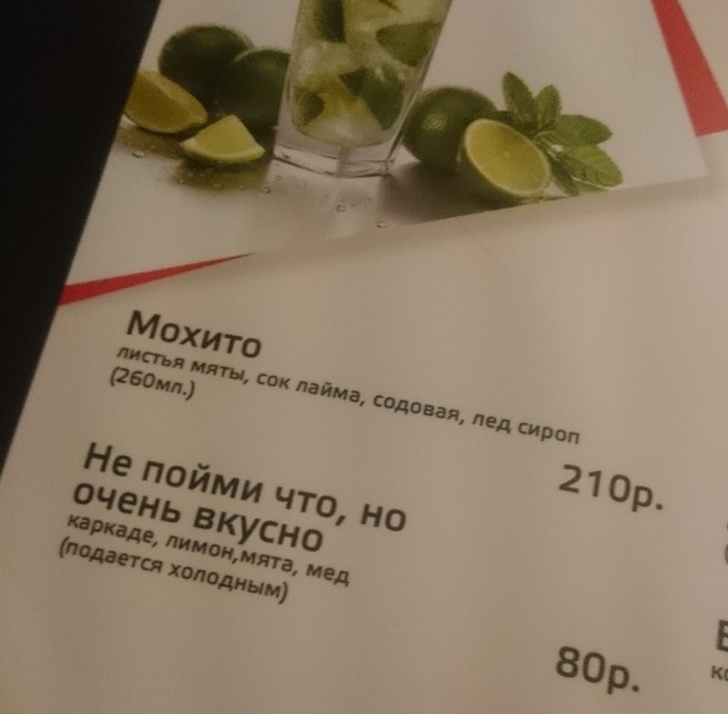 Мохито
листья мяты, сок лайма, содовая, лед сироп
(260мл.)
210р.
Не пойми что, но
очень вкусно
каркаде, лимон,мята, мед
(подается холодным)
80р.